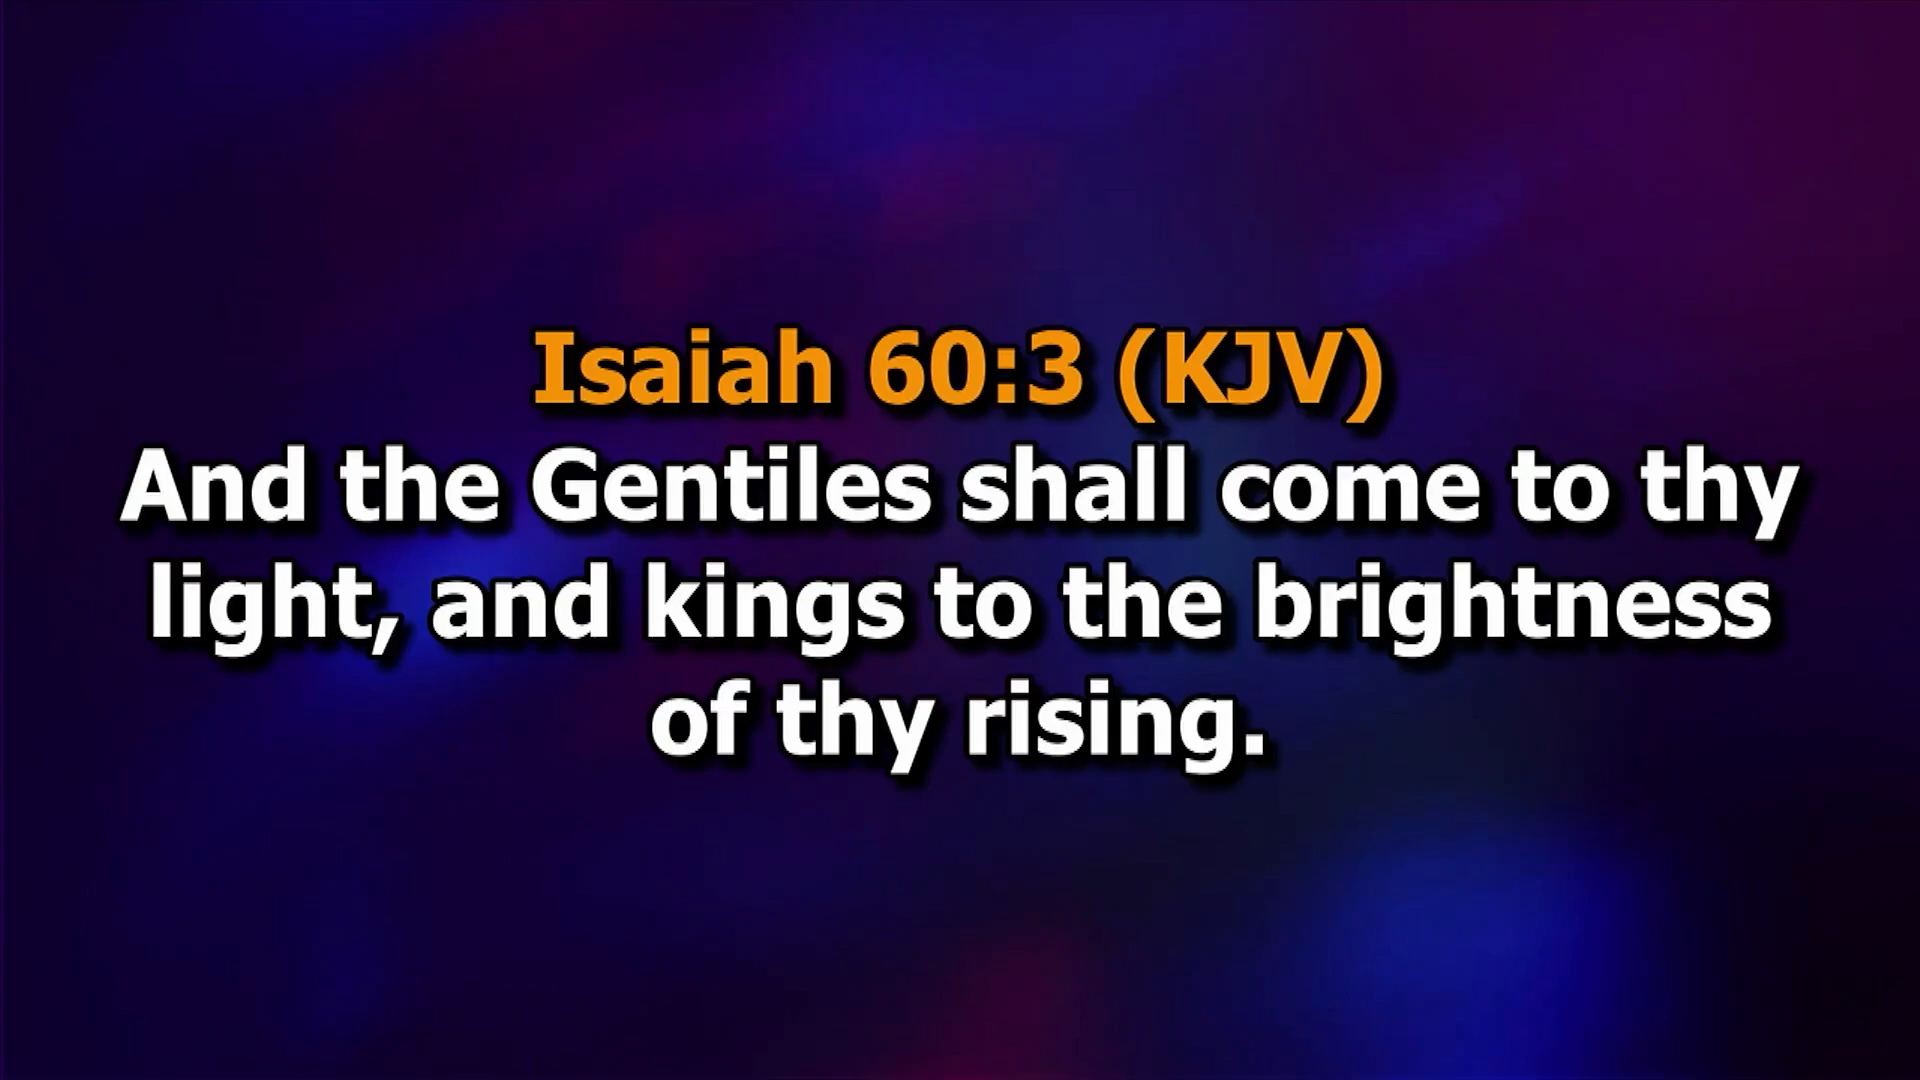 Isaiah 60:3 (KJV)
And the Gentiles shall come to thy
light, and kings to the brightness
of thy rising.